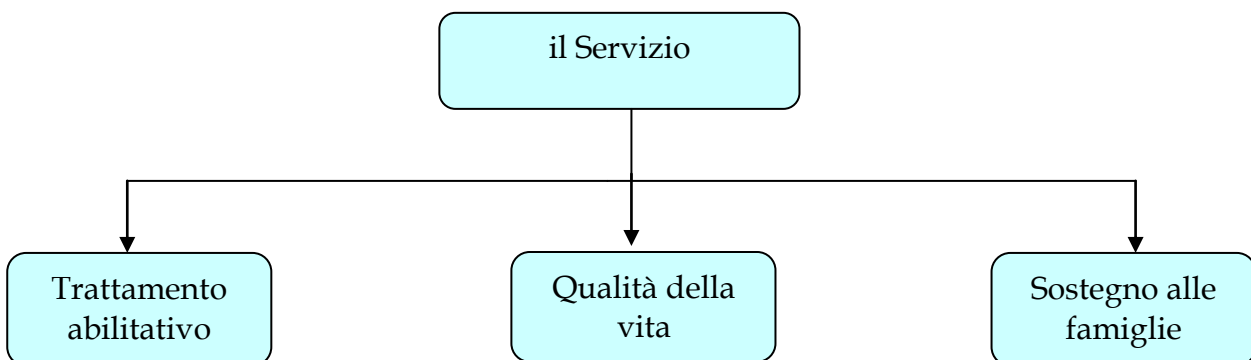 il Servizio
Trattamento
abilitativo
Qualità della
vita
Sostegno alle
famiglie